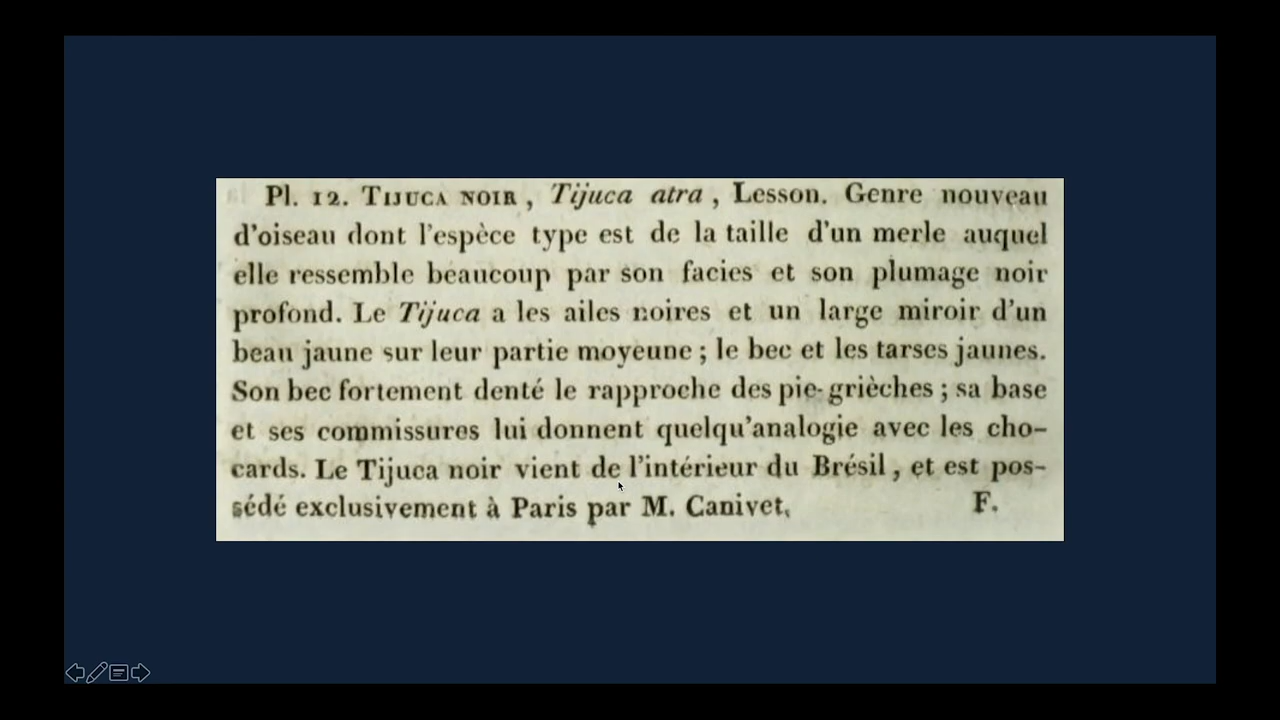 Pl. 12. TIJUCA NOIR, Tijuca atra, Lesson. Genre nouveau
d'oiseau dont l'espèce type est de la taille d'un merle auquel
elle ressemble beaucoup par son facies et son plumage noir
profond. Le Tijuca a les ailes noires et un large miroir d'un
beau jaune sur leur partie moyeune; le bec et les tarses jaunes.
Son bec fortement denté le rapproche des pie-grièches; sa base
et ses commissures lui donnent quelqu'analogie avec les cho-
cards. Le Tijuca noir vient de l'intérieur du Brésil, et est pos-
sédé exclusivement à Paris par M. Canivet. F.